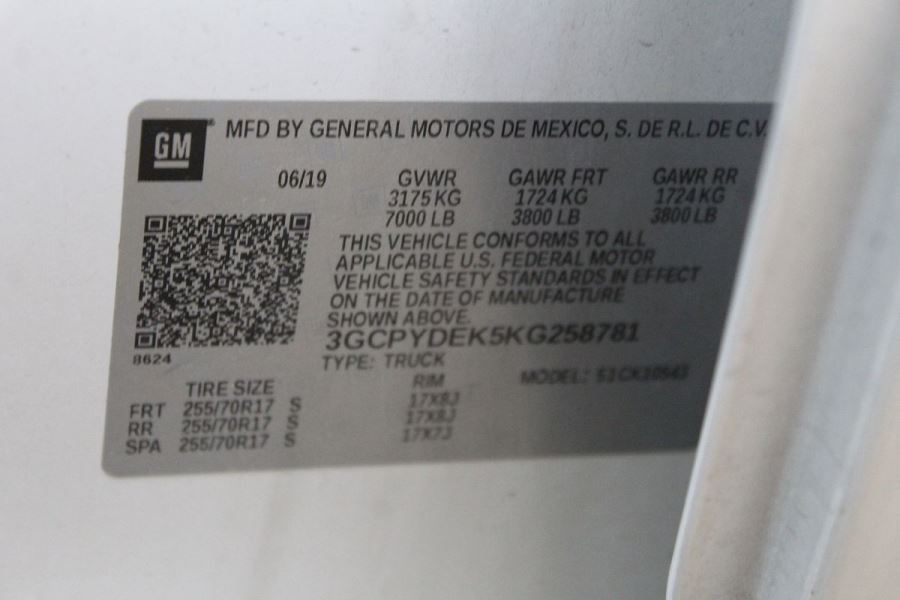 GM
MFD BY GENERAL MOTORS DE MEXICO, S. DE R.L. DE C.V.
06/19 GVWR GAWR FRT GAWR RR
3175 KG 1724 KG 1724 KG
7000 LB 3800 LB 3800 LB
THIS VEHICLE CONFORMS TO ALL
APPLICABLE U.S. FEDERAL MOTOR
VEHICLE SAFETY STANDARDS IN EFFECT
ON THE DATE OF MANUFACTURE
SHOWN ABOVE.
3GCPYDEK5KG258781
8624
TYPE: TRUCK MODEL:
TIRE SIZE RIM
FRT 255/70R17 S 17X8J
RR 255/70R17 S 17X8J
SPA 255/70R17 S 17X7J